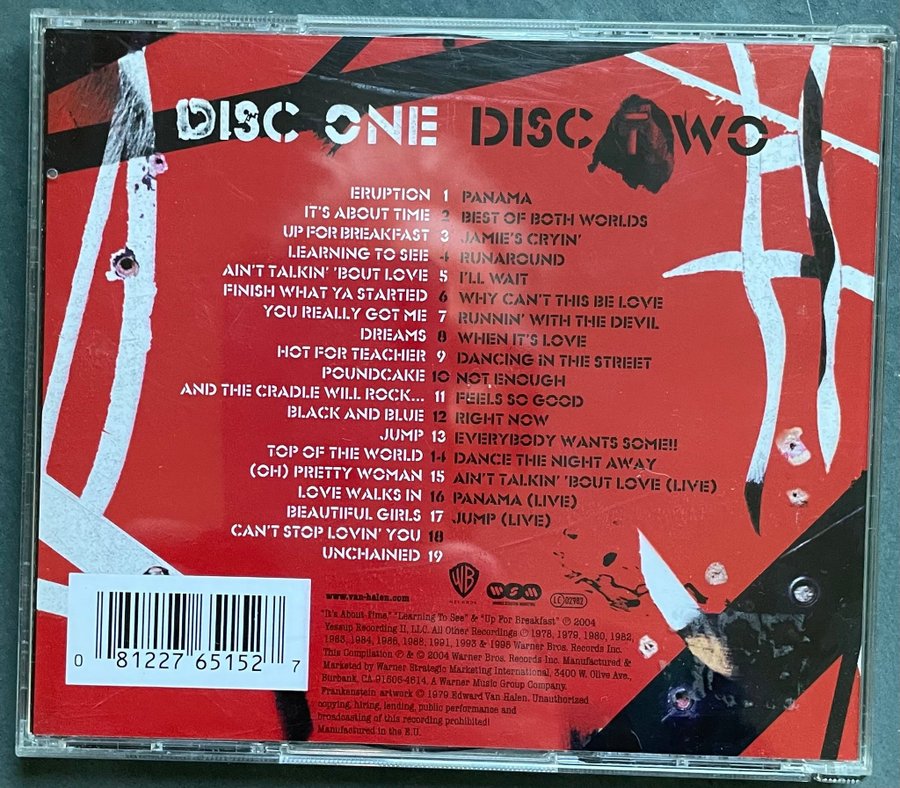 DISC ONE DISC TWO
ERUPTION 1 PANAMA
IT'S ABOUT TIME 2 BEST OF BOTH WORLDS
UP FOR BREAKFAST 3 JAMIE'S CRYIN'
LEARNING TO SEE 4 RUNAROUND
AIN'T TALKIN' 'BOUT LOVE 5 I'LL WAIT
FINISH WHAT YA STARTED 6 WHY CAN'T THIS BE LOVE
YOU REALLY GOT ME 7 RUNNIN' WITH THE DEVIL
DREAMS 8 WHEN IT'S LOVE
HOT FOR TEACHER 9 DANCING IN THE STREET
POUNDCAKE 10 NOT ENOUGH
AND THE CRADLE WILL ROCK... 11 FEELS SO GOOD
BLACK AND BLUE 12 RIGHT NOW
JUMP 13 EVERYBODY WANTS SOME!!
TOP OF THE WORLD 14 DANCE THE NIGHT AWAY
(OH) PRETTY WOMAN 15 AIN'T TALKIN' 'BOUT LOVE (LIVE)
LOVE WALKS IN 16 PANAMA (LIVE)
BEAUTIFUL GIRLS 17 JUMP (LIVE)
CAN'T STOP LOVIN' YOU 18
UNCHAINED 19
www.van-halen.com
WB
RECORDS
WSM
LC 02982
"It's About Time," "Learning To See" & "Up For Breakfast" ℗ 2004
Yessup Recording II, LLC. All Other Recordings ℗ 1978, 1979, 1980, 1982,
1983, 1984, 1986, 1988, 1991, 1993 & 1995 Warner Bros. Records Inc.
This Compilation ℗ & © 2004 Warner Bros. Records Inc. Manufactured &
Marketed by Warner Strategic Marketing International, 3400 W. Olive Ave.,
Burbank, CA 91505-4614. A Warner Music Group Company.
Frankenstein artwork © 1979 Edward Van Halen. Unauthorized
copying, hiring, lending, public performance and
broadcasting of this recording prohibited!
Manufactured in the E.U.
0 81227 65152 7